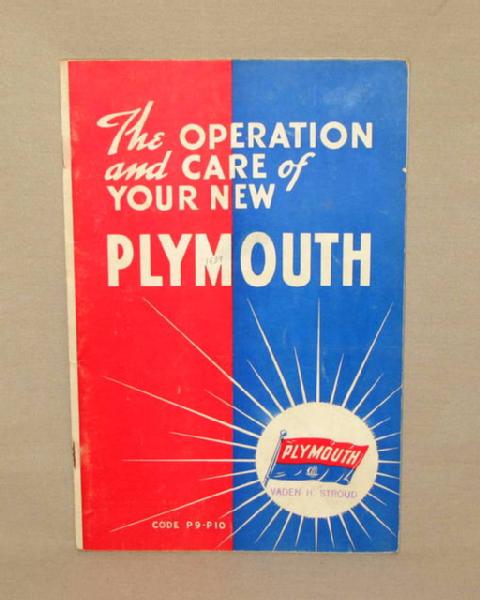 The OPERATION
and CARE of
YOUR NEW
PLYMOUTH
PLYMOUTH
VADEN H. STROUD
CODE P9-P10